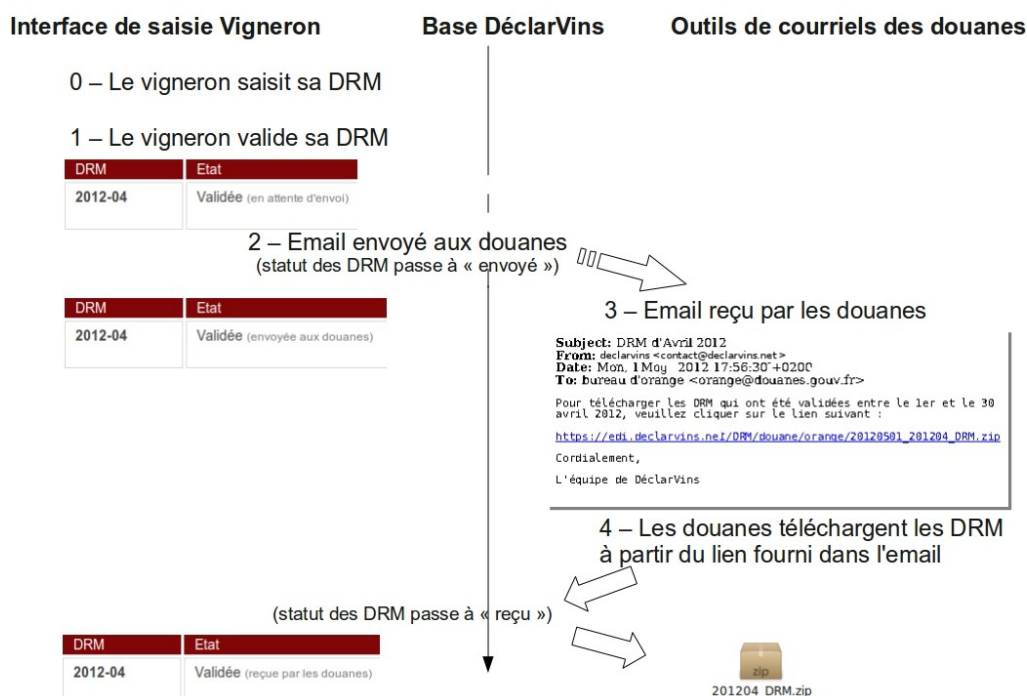 Interface de saisie Vigneron
Base DéclarVins
Outils de courriels des douanes
0 – Le vigneron saisit sa DRM
1 – Le vigneron valide sa DRM
DRM Etat
2012-04 Validée (en attente d'envoi)
2 – Email envoyé aux douanes
(statut des DRM passe à « envoyé »)
DRM Etat
2012-04 Validée (envoyée aux douanes)
3 – Email reçu par les douanes
Subject: DRM d'Avril 2012
From: declarvins <contact@declarvins.net>
Date: Mon, 1 May 2012 17:56:30 +0200
To: bureau d'orange <orange@douanes.gouv.fr>
Pour télécharger les DRM qui ont été validées entre le 1er et le 30
avril 2012, veuillez cliquer sur le lien suivant :
https://edi.declarvins.net/DRM/douane/orange/20120501_201204_DRM.zip
Cordialement,
L'équipe de DéclarVins
4 – Les douanes téléchargent les DRM
à partir du lien fourni dans l'email
(statut des DRM passe à « reçu »)
DRM Etat
2012-04 Validée (reçue par les douanes)
zip
201204_DRM.zip